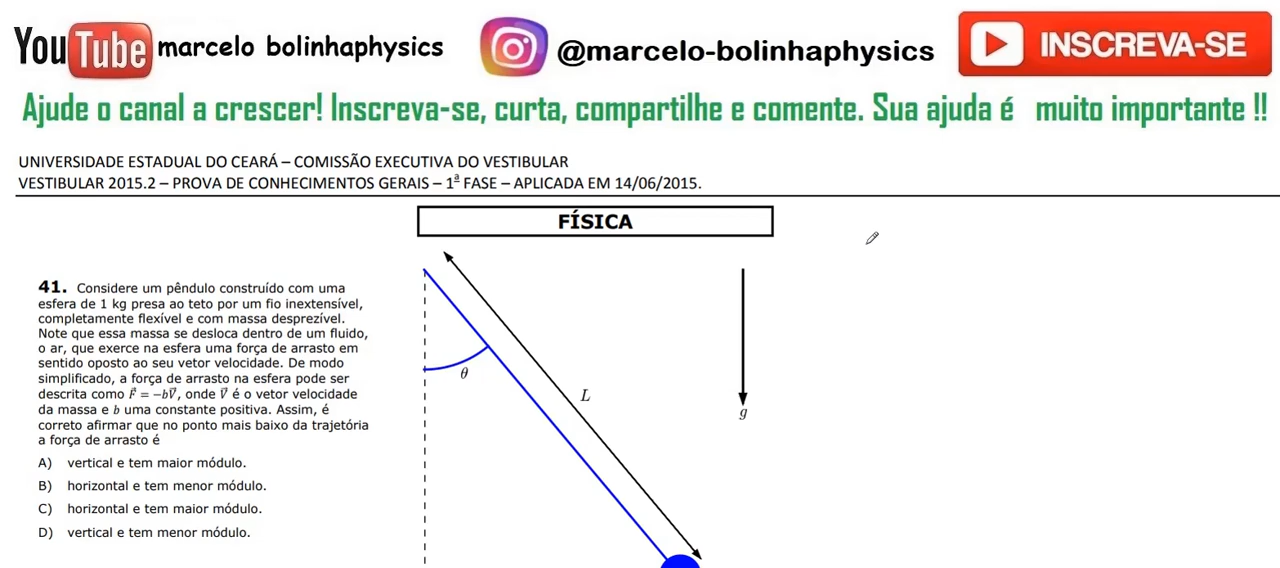 YouTube marcelo bolinhaphysics @marcelo-bolinhaphysics INSCREVA-SE
Ajude o canal a crescer! Inscreva-se, curta, compartilhe e comente. Sua ajuda é muito importante !!
UNIVERSIDADE ESTADUAL DO CEARÁ – COMISSÃO EXECUTIVA DO VESTIBULAR
VESTIBULAR 2015.2 – PROVA DE CONHECIMENTOS GERAIS – 1ª FASE – APLICADA EM 14/06/2015.
FÍSICA
41. Considere um pêndulo construído com uma
esfera de 1 kg presa ao teto por um fio inextensível,
completamente flexível e com massa desprezível.
Note que essa massa se desloca dentro de um fluido,
o ar, que exerce na esfera uma força de arrasto em
sentido oposto ao seu vetor velocidade. De modo
simplificado, a força de arrasto na esfera pode ser
descrita como F⃗ = −bV⃗, onde V⃗ é o vetor velocidade
da massa e b uma constante positiva. Assim, é
correto afirmar que no ponto mais baixo da trajetória
a força de arrasto é
A) vertical e tem maior módulo.
B) horizontal e tem menor módulo.
C) horizontal e tem maior módulo.
D) vertical e tem menor módulo.
θ
L
g